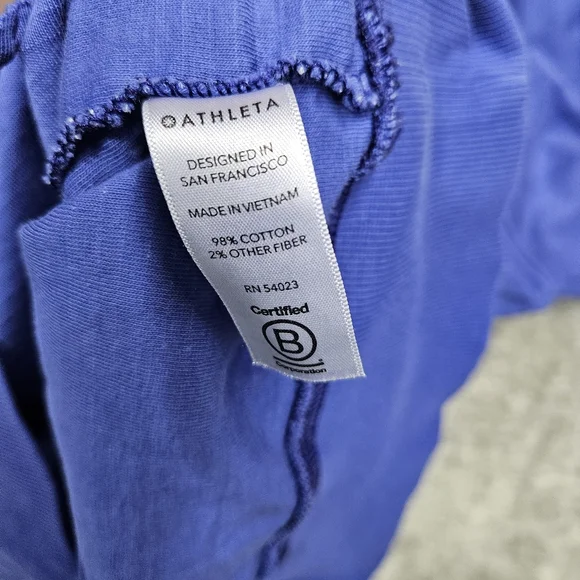 ATHLETA
DESIGNED IN
SAN FRANCISCO
MADE IN VIETNAM
98% COTTON
2% OTHER FIBER
RN 54023
Certified
B
Corporation